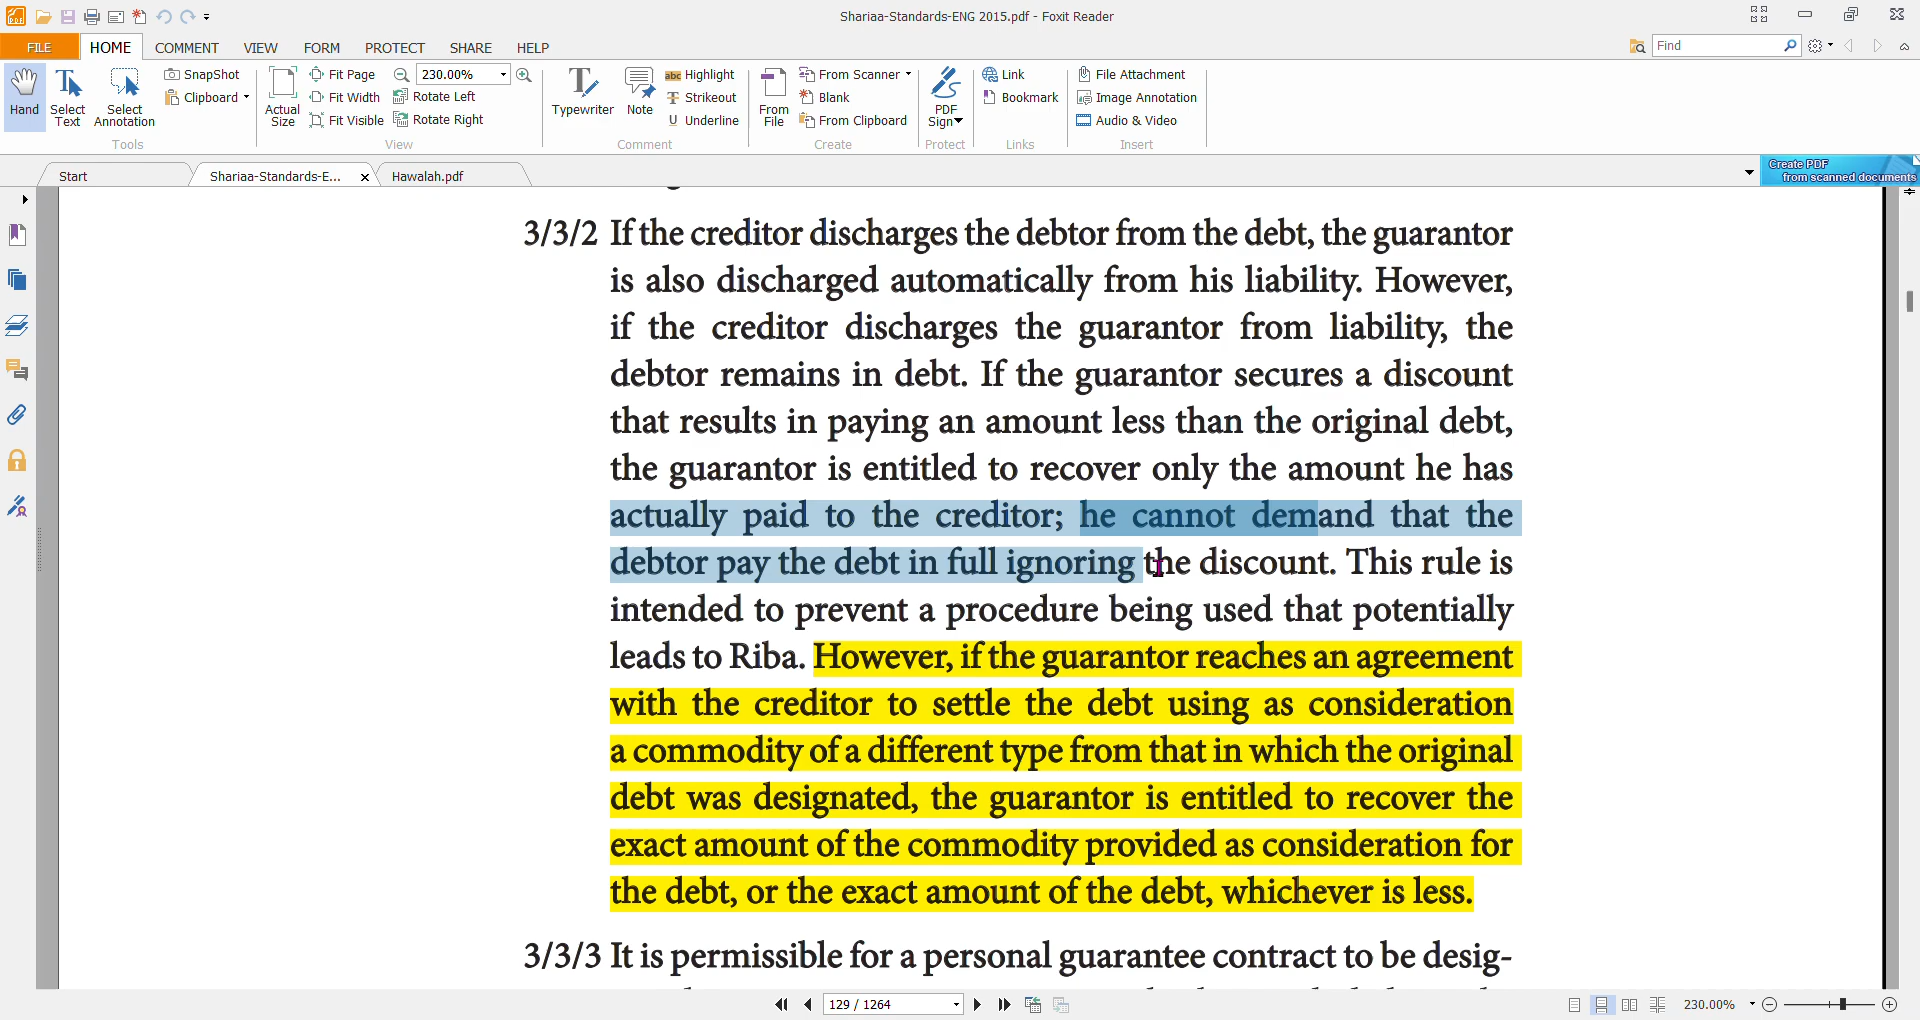 Shariaa-Standards-ENG 2015.pdf - Foxit Reader
FILE HOME COMMENT VIEW FORM PROTECT SHARE HELP
Find
Hand
Select Text
Select Annotation
SnapShot
Clipboard
Tools
Actual Size
Fit Page
Fit Width
Fit Visible
230.00%
Rotate Left
Rotate Right
View
Typewriter
Note
Highlight
Strikeout
Underline
Comment
From File
From Scanner
Blank
From Clipboard
Create
PDF Sign
Protect
Link
Bookmark
Links
File Attachment
Image Annotation
Audio & Video
Insert
Start
Shariaa-Standards-E...
Hawalah.pdf
Create PDF
from scanned documents
3/3/2 If the creditor discharges the debtor from the debt, the guarantor
is also discharged automatically from his liability. However,
if the creditor discharges the guarantor from liability, the
debtor remains in debt. If the guarantor secures a discount
that results in paying an amount less than the original debt,
the guarantor is entitled to recover only the amount he has
actually paid to the creditor; he cannot demand that the
debtor pay the debt in full ignoring the discount. This rule is
intended to prevent a procedure being used that potentially
leads to Riba. However, if the guarantor reaches an agreement
with the creditor to settle the debt using as consideration
a commodity of a different type from that in which the original
debt was designated, the guarantor is entitled to recover the
exact amount of the commodity provided as consideration for
the debt, or the exact amount of the debt, whichever is less.
3/3/3 It is permissible for a personal guarantee contract to be desig-
129 / 1264
230.00%